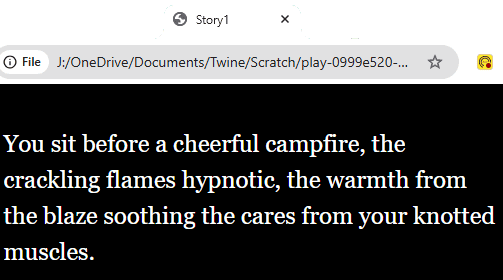 Story1
File J:/OneDrive/Documents/Twine/Scratch/play-0999e520-...
You sit before a cheerful campfire, the
crackling flames hypnotic, the warmth from
the blaze soothing the cares from your knotted
muscles.